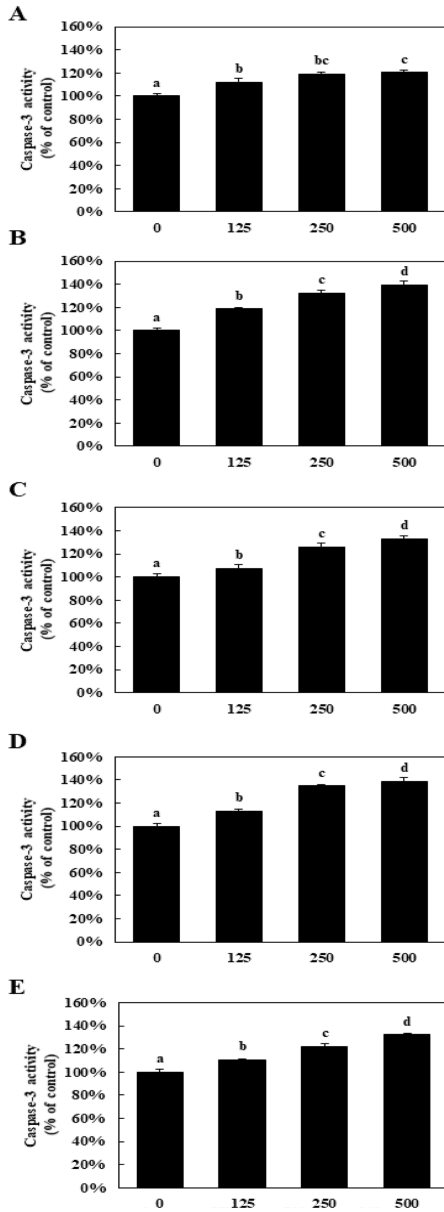 A
Caspase-3 activity
(% of control)
160%
140%
120%
100%
80%
60%
40%
20%
0%
a
b
bc
c
0 125 250 500
B
Caspase-3 activity
(% of control)
160%
140%
120%
100%
80%
60%
40%
20%
0%
a
b
c
d
0 125 250 500
C
Caspase-3 activity
(% of control)
160%
140%
120%
100%
80%
60%
40%
20%
0%
a
b
c
d
0 125 250 500
D
Caspase-3 activity
(% of control)
160%
140%
120%
100%
80%
60%
40%
20%
0%
a
b
c
d
0 125 250 500
E
Caspase-3 activity
(% of control)
160%
140%
120%
100%
80%
60%
40%
20%
0%
a
b
c
d
0 125 250 500